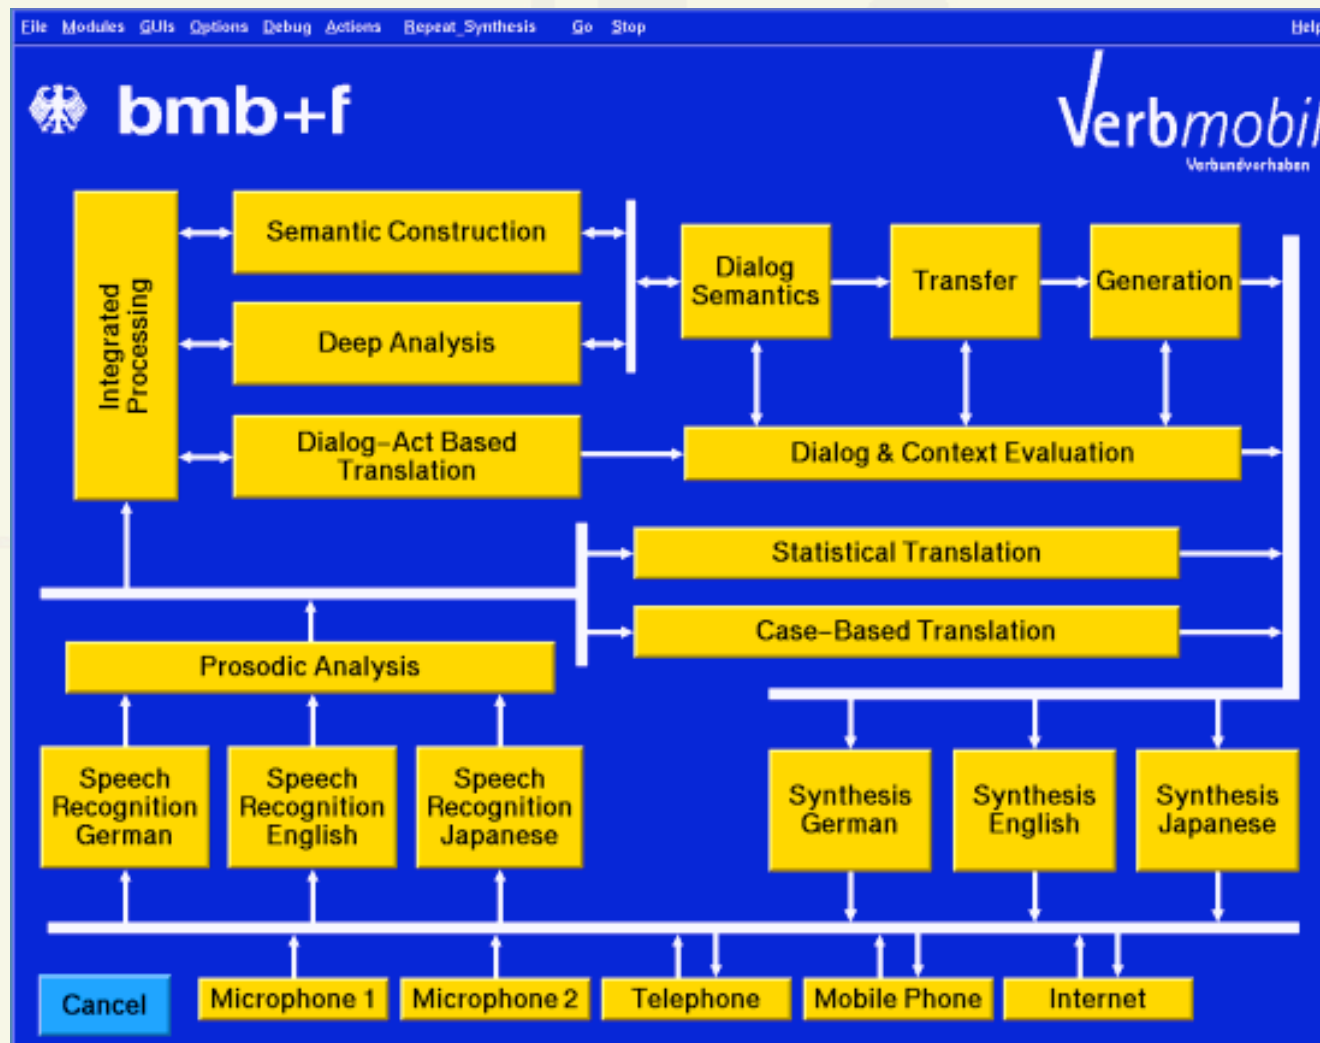 File Modules GUIs Options Debug Actions Repeat_Synthesis Go Stop Help
bmb+f
Verbmobil
Verbundvorhaben
Integrated
Processing
Semantic Construction
Deep Analysis
Dialog-Act Based
Translation
Dialog
Semantics
Transfer
Generation
Dialog & Context Evaluation
Statistical Translation
Case-Based Translation
Prosodic Analysis
Speech
Recognition
German
Speech
Recognition
English
Speech
Recognition
Japanese
Synthesis
German
Synthesis
English
Synthesis
Japanese
Cancel
Microphone 1
Microphone 2
Telephone
Mobile Phone
Internet